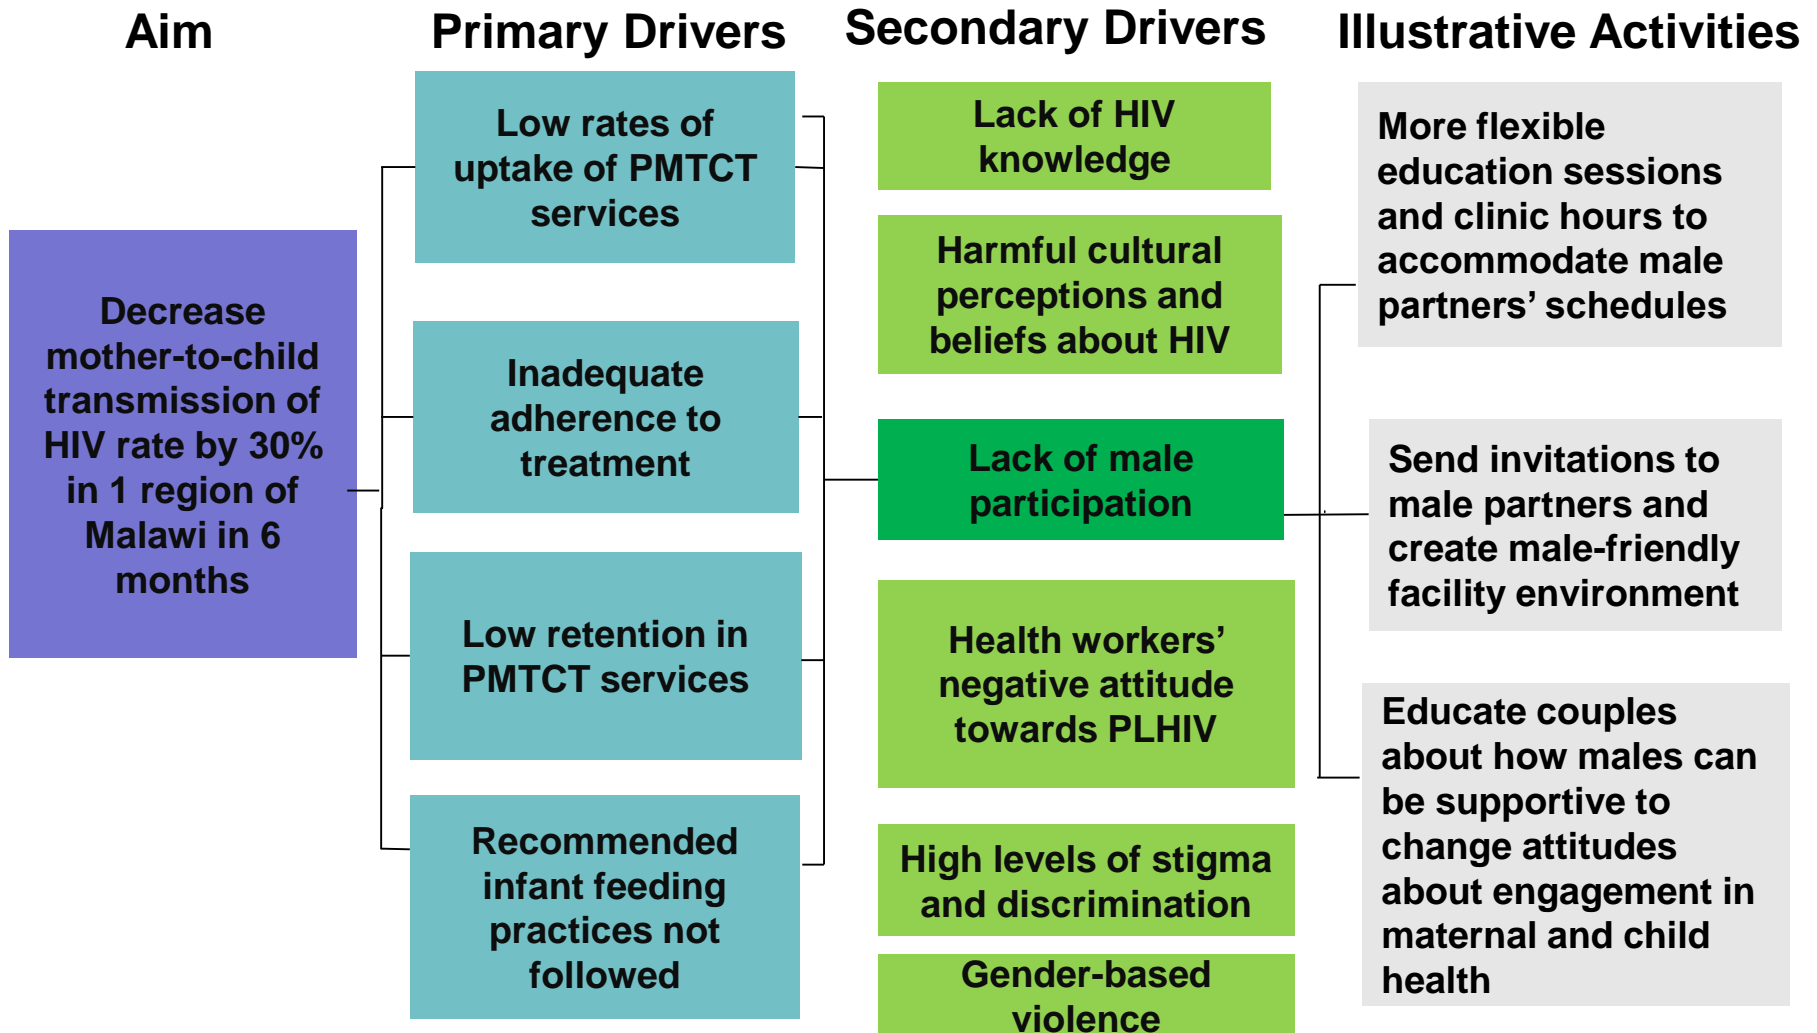 Aim
Primary Drivers
Secondary Drivers
Illustrative Activities
Decrease
mother-to-child
transmission of
HIV rate by 30%
in 1 region of
Malawi in 6
months
Low rates of
uptake of PMTCT
services
Inadequate
adherence to
treatment
Low retention in
PMTCT services
Recommended
infant feeding
practices not
followed
Lack of HIV
knowledge
Harmful cultural
perceptions and
beliefs about HIV
Lack of male
participation
Health workers’
negative attitude
towards PLHIV
High levels of stigma
and discrimination
Gender-based
violence
More flexible
education sessions
and clinic hours to
accommodate male
partners’ schedules
Send invitations to
male partners and
create male-friendly
facility environment
Educate couples
about how males can
be supportive to
change attitudes
about engagement in
maternal and child
health